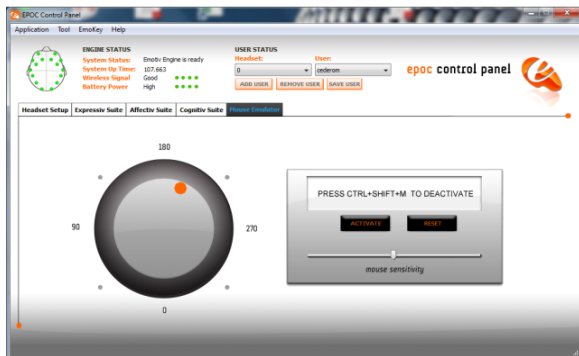 EPOC Control Panel
Application Tool EmoKey Help
ENGINE STATUS
System Status: Emotiv Engine is ready
System Up Time: 107.663
Wireless Signal Good
Battery Power High
USER STATUS
Headset: User:
0 cederom
ADD USER REMOVE USER SAVE USER
epoc control panel
Headset Setup Expressiv Suite Affectiv Suite Cognitiv Suite Mouse Emulator
180
90
270
0
PRESS CTRL+SHIFT+M TO DEACTIVATE
ACTIVATE RESET
mouse sensitivity